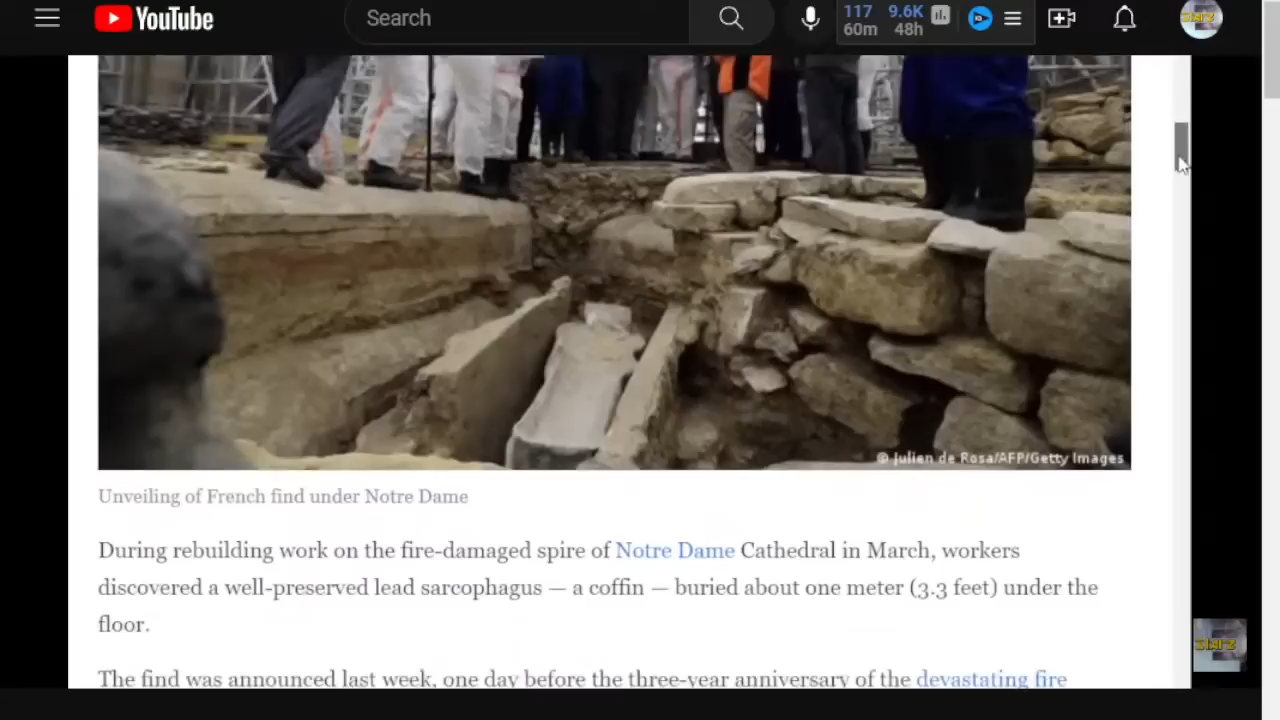 YouTube
Search
117 9.6K
60m 48h
© Julien de Rosa/AFP/Getty Images
Unveiling of French find under Notre Dame
During rebuilding work on the fire-damaged spire of Notre Dame Cathedral in March, workers
discovered a well-preserved lead sarcophagus — a coffin — buried about one meter (3.3 feet) under the
floor.
The find was announced last week, one day before the three-year anniversary of the devastating fire